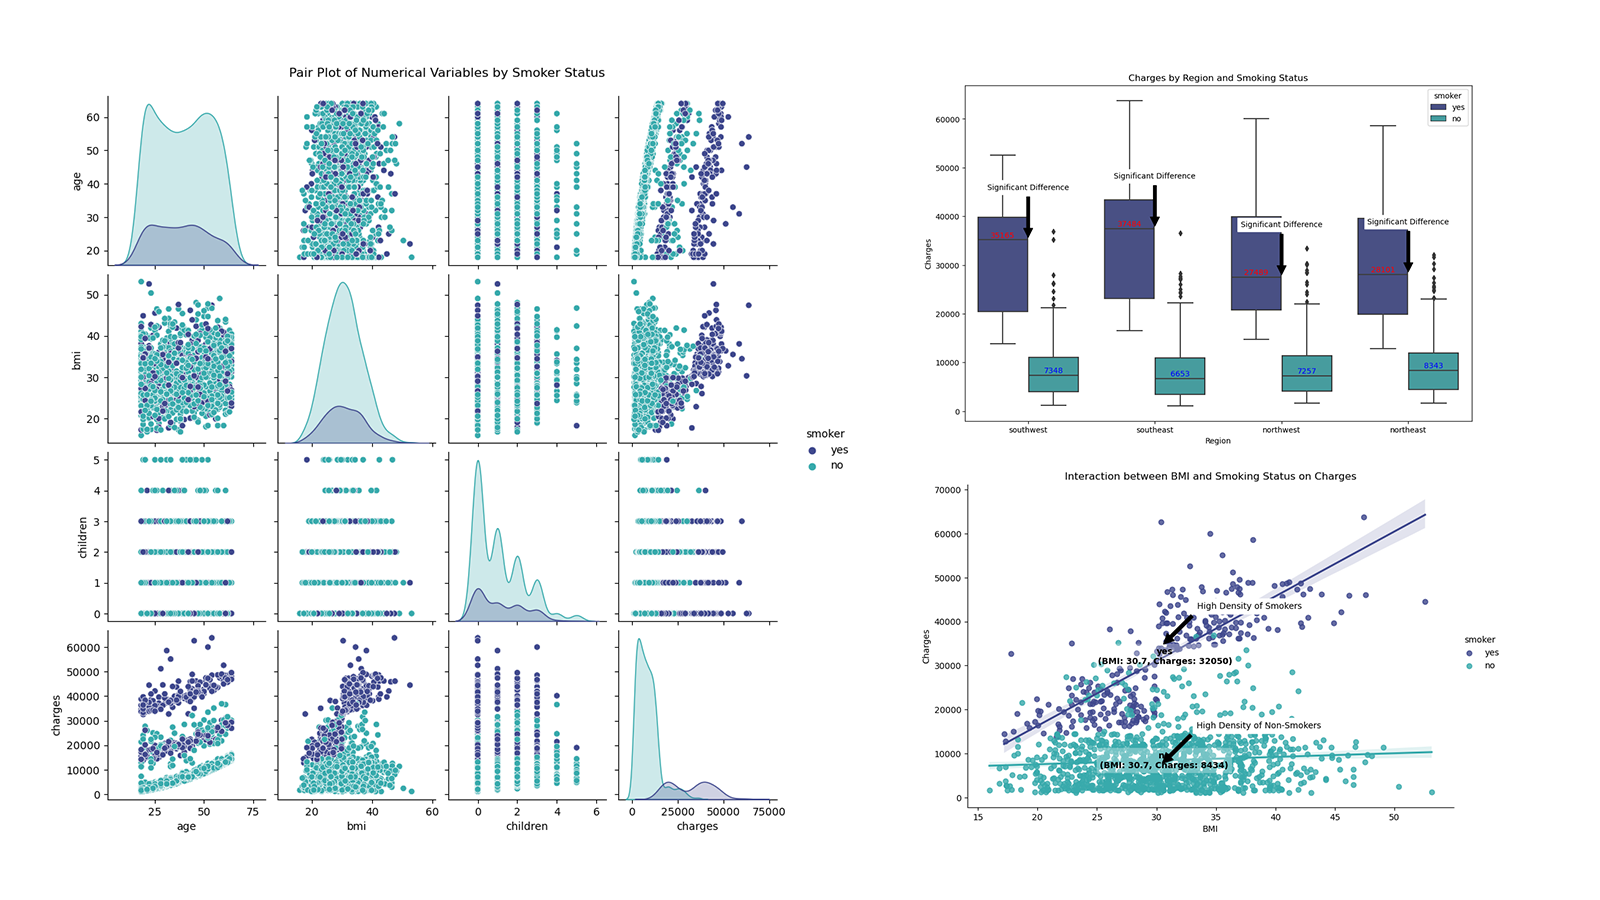 Pair Plot of Numerical Variables by Smoker Status
60
50
40
30
20
age
50
40
30
20
bmi
5
4
3
2
1
0
children
60000
50000
40000
30000
20000
10000
0
charges
25 50 75
20 40 60
0 2 4 6
0 25000 50000 75000
age bmi children charges
smoker
yes
no
Charges by Region and Smoking Status
smoker
yes
no
60000
50000
40000
30000
20000
10000
0
Charges
Significant Difference
Significant Difference
Significant Difference
Significant Difference
7348
6653
7257
8343
southwest southeast northwest northeast
Region
Interaction between BMI and Smoking Status on Charges
70000
60000
50000
40000
30000
20000
10000
0
Charges
High Density of Smokers
yes
(BMI: 30.7, Charges: 32050)
High Density of Non-Smokers
(BMI: 30.7, Charges: 8434)
15 20 25 30 35 40 45 50
BMI
smoker
yes
no